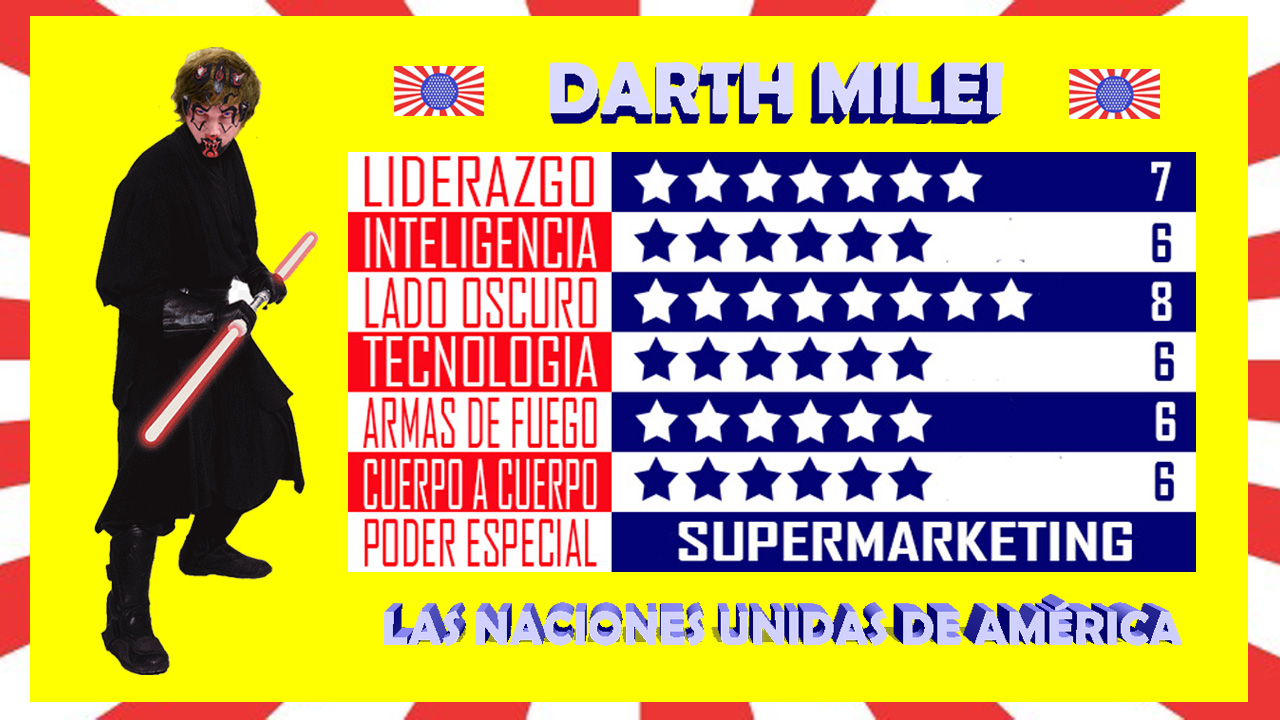 DARTH MILEI
LIDERAZGO 7
INTELIGENCIA 6
LADO OSCURO 8
TECNOLOGIA 6
ARMAS DE FUEGO 6
CUERPO A CUERPO 6
PODER ESPECIAL SUPERMARKETING
LAS NACIONES UNIDAS DE AMÉRICA